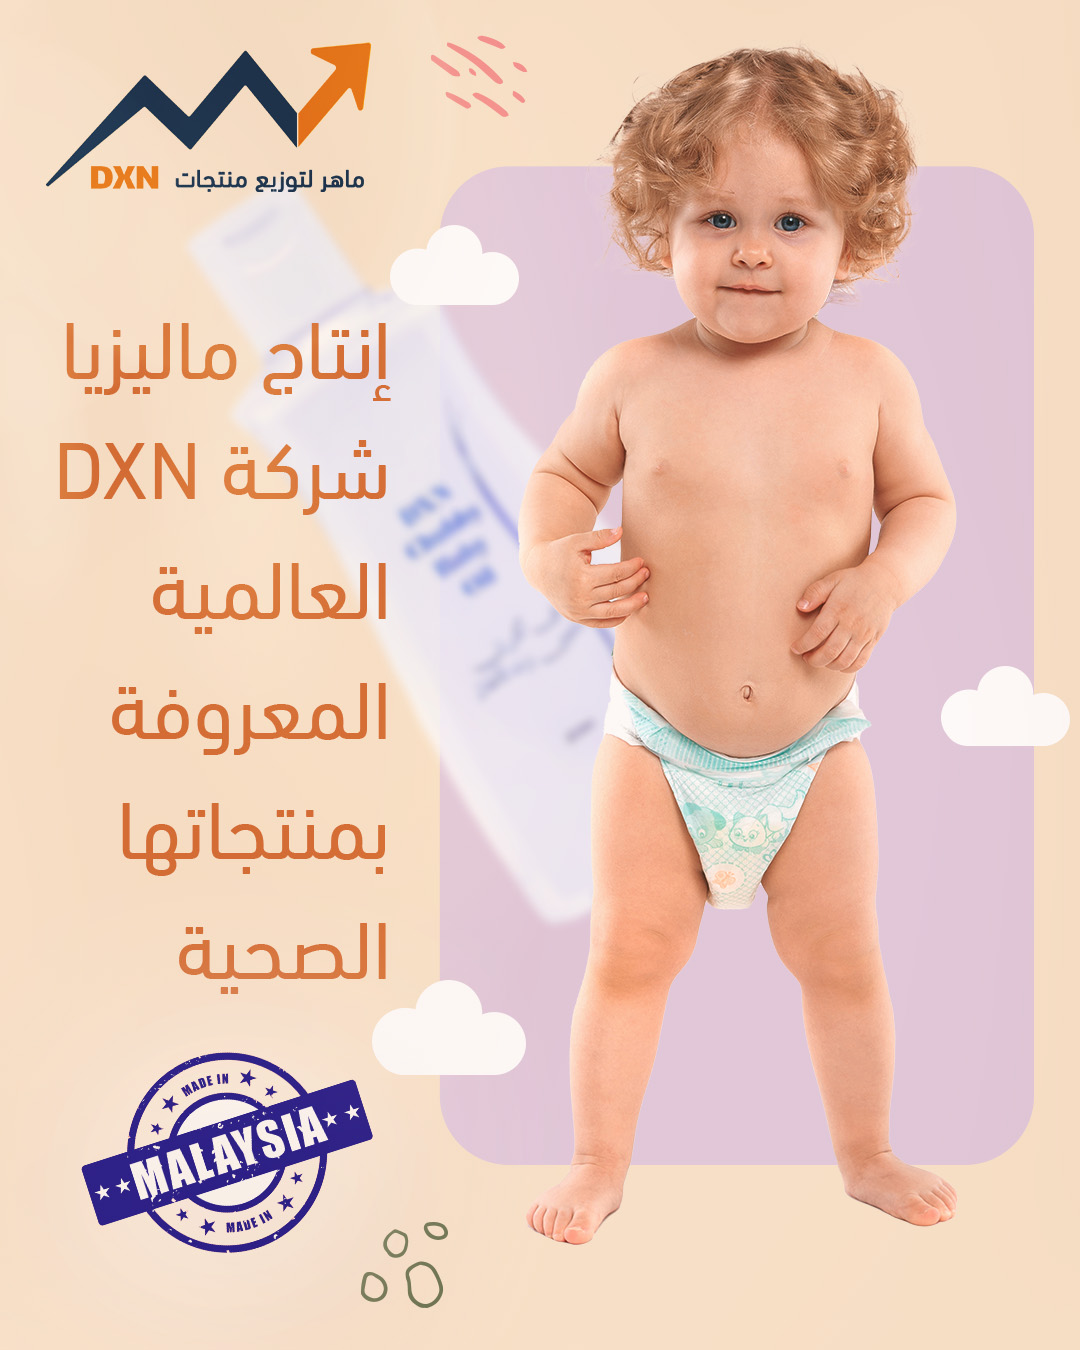 ماهر لتوزيع منتجات DXN
إنتاج ماليزيا
شركة DXN
العالمية
المعروفة
بمنتجاتها
الصحية
MADE IN
MALAYSIA
MADE IN